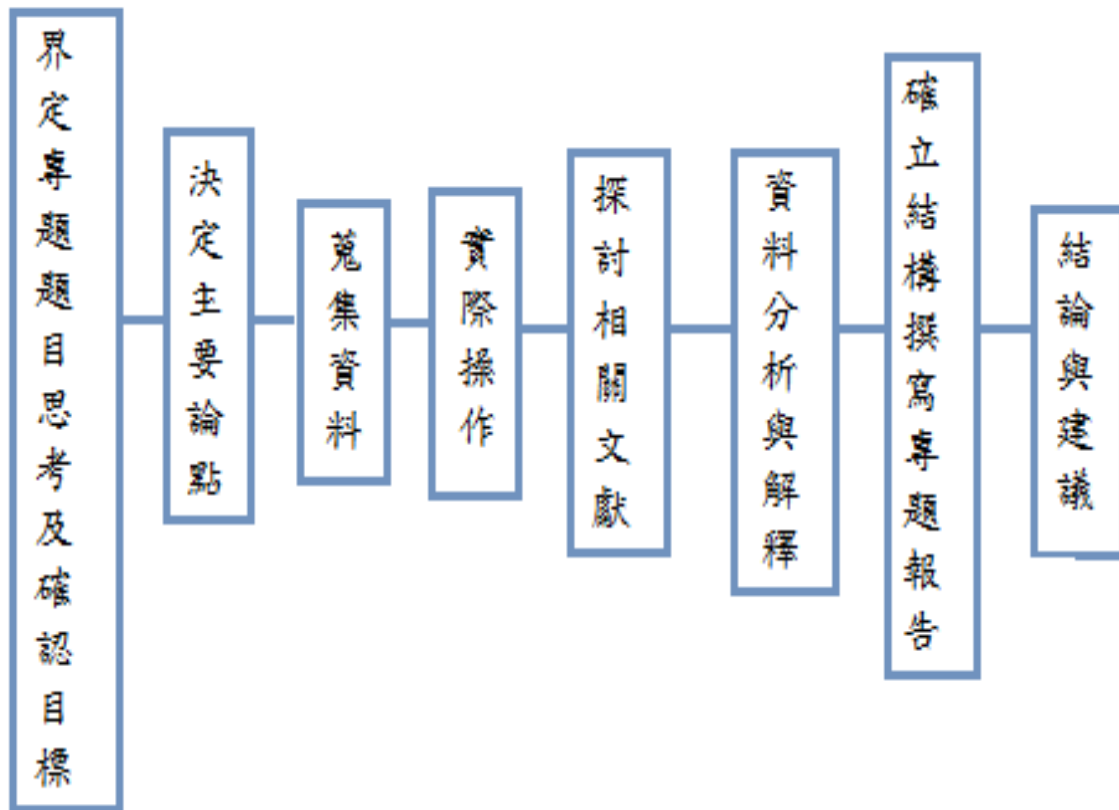 界定專題題目思考及確認目標
決定主要論點
蒐集資料
實際操作
探討相關文獻
資料分析與解釋
確立結構撰寫專題報告
結論與建議